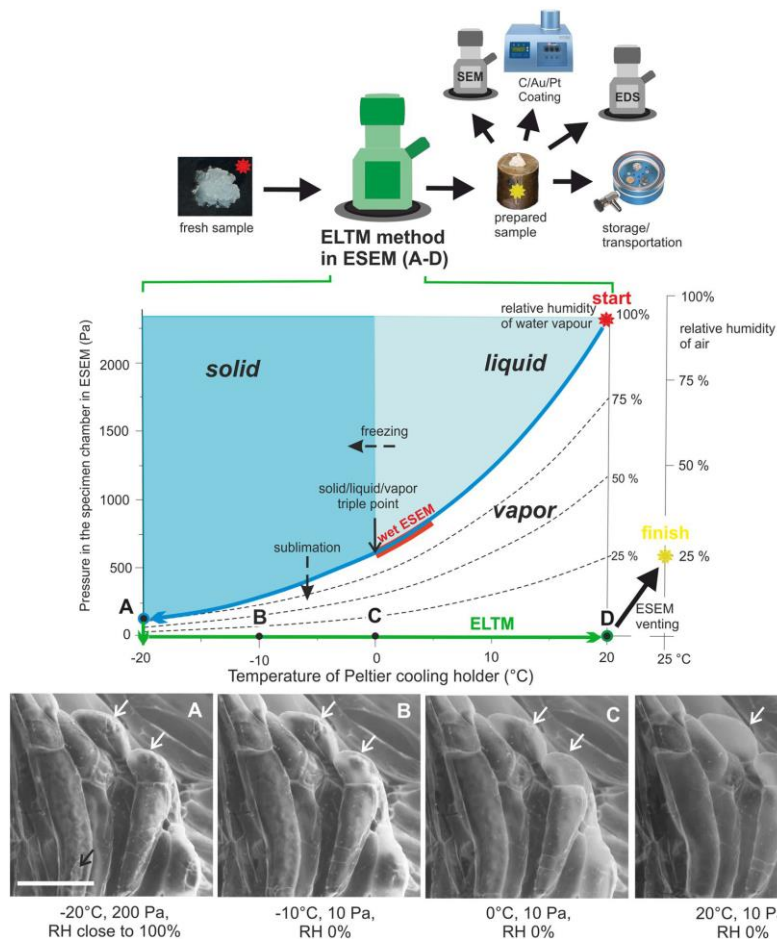 SEM
C/Au/Pt
Coating
EDS
fresh sample
ELTM method
in ESEM (A-D)
prepared
sample
storage/
transportation
Pressure in the specimen chamber in ESEM (Pa)
2000
1500
1000
500
0
solid
liquid
vapor
relative humidity
of water vapour
start
100%
75 %
50 %
25 %
100%
relative humidity
of air
75%
50%
25 %
finish
freezing
solid/liquid/vapor
triple point
wet ESEM
sublimation
A
B
C
ELTM
D
ESEM
venting
-20
-10
0
10
20
25 °C
Temperature of Peltier cooling holder (°C)
A
B
C
-20°C, 200 Pa,
RH close to 100%
-10°C, 10 Pa,
RH 0%
0°C, 10 Pa,
RH 0%
20°C, 10 P
RH 0%